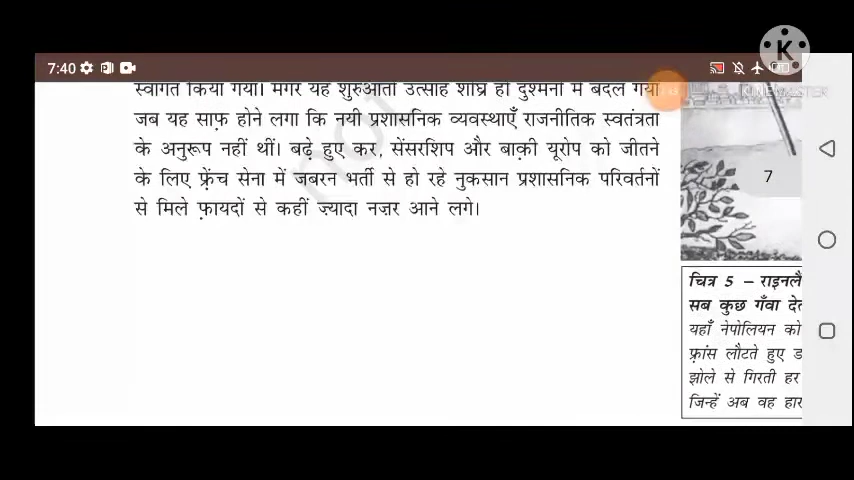 7:40
स्वागत किया गया। मगर यह शुरुआती उत्साह शीघ्र ही दुश्मनी में बदल गया
जब यह साफ़ होने लगा कि नयी प्रशासनिक व्यवस्थाएँ राजनीतिक स्वतंत्रता
के अनुरूप नहीं थीं। बढ़े हुए कर, सेंसरशिप और बाक़ी यूरोप को जीतने
के लिए फ़्रेंच सेना में जबरन भर्ती से हो रहे नुकसान प्रशासनिक परिवर्तनों
से मिले फ़ायदों से कहीं ज़्यादा नज़र आने लगे।
7
चित्र 5 – राइनलै
सब कुछ गँवा दे
यहाँ नेपोलियन को
फ़्रांस लौटते हुए ड
झोले से गिरती हर
जिन्हें अब वह हार
K
KINEMASTER
not